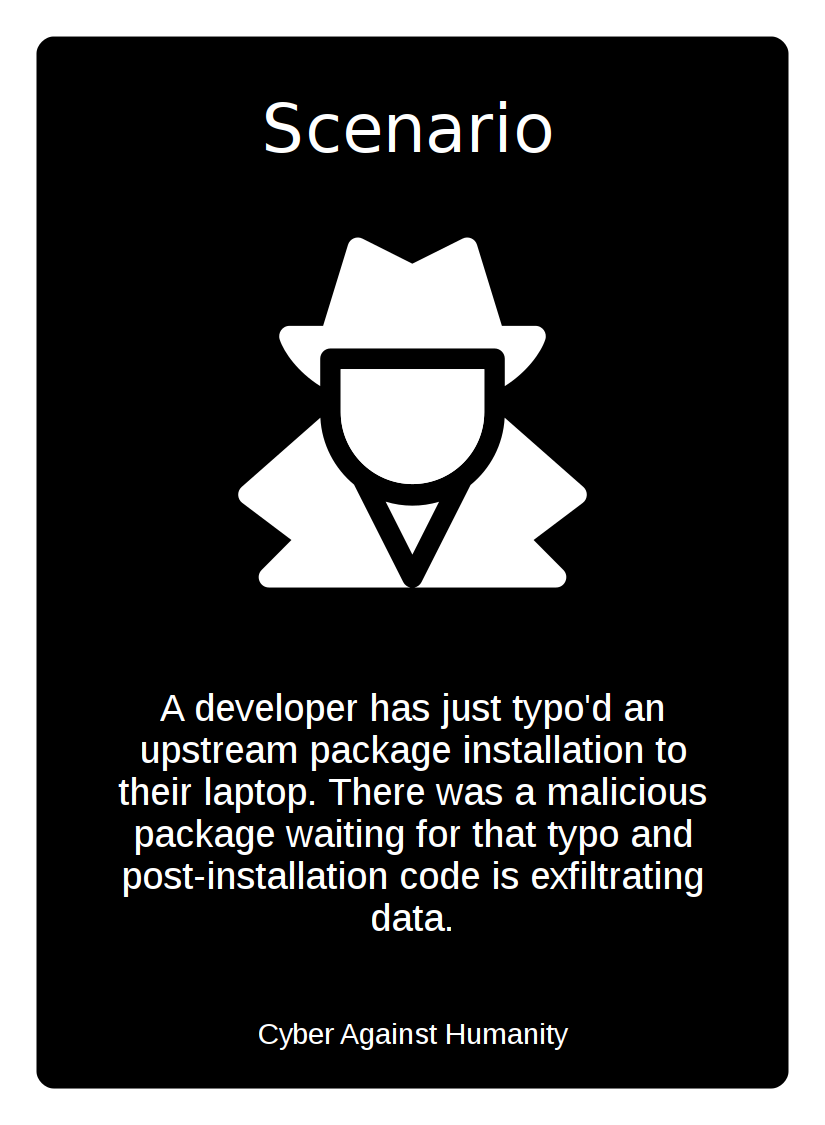 Scenario
A developer has just typo'd an
upstream package installation to
their laptop. There was a malicious
package waiting for that typo and
post-installation code is exfiltrating
data.
Cyber Against Humanity